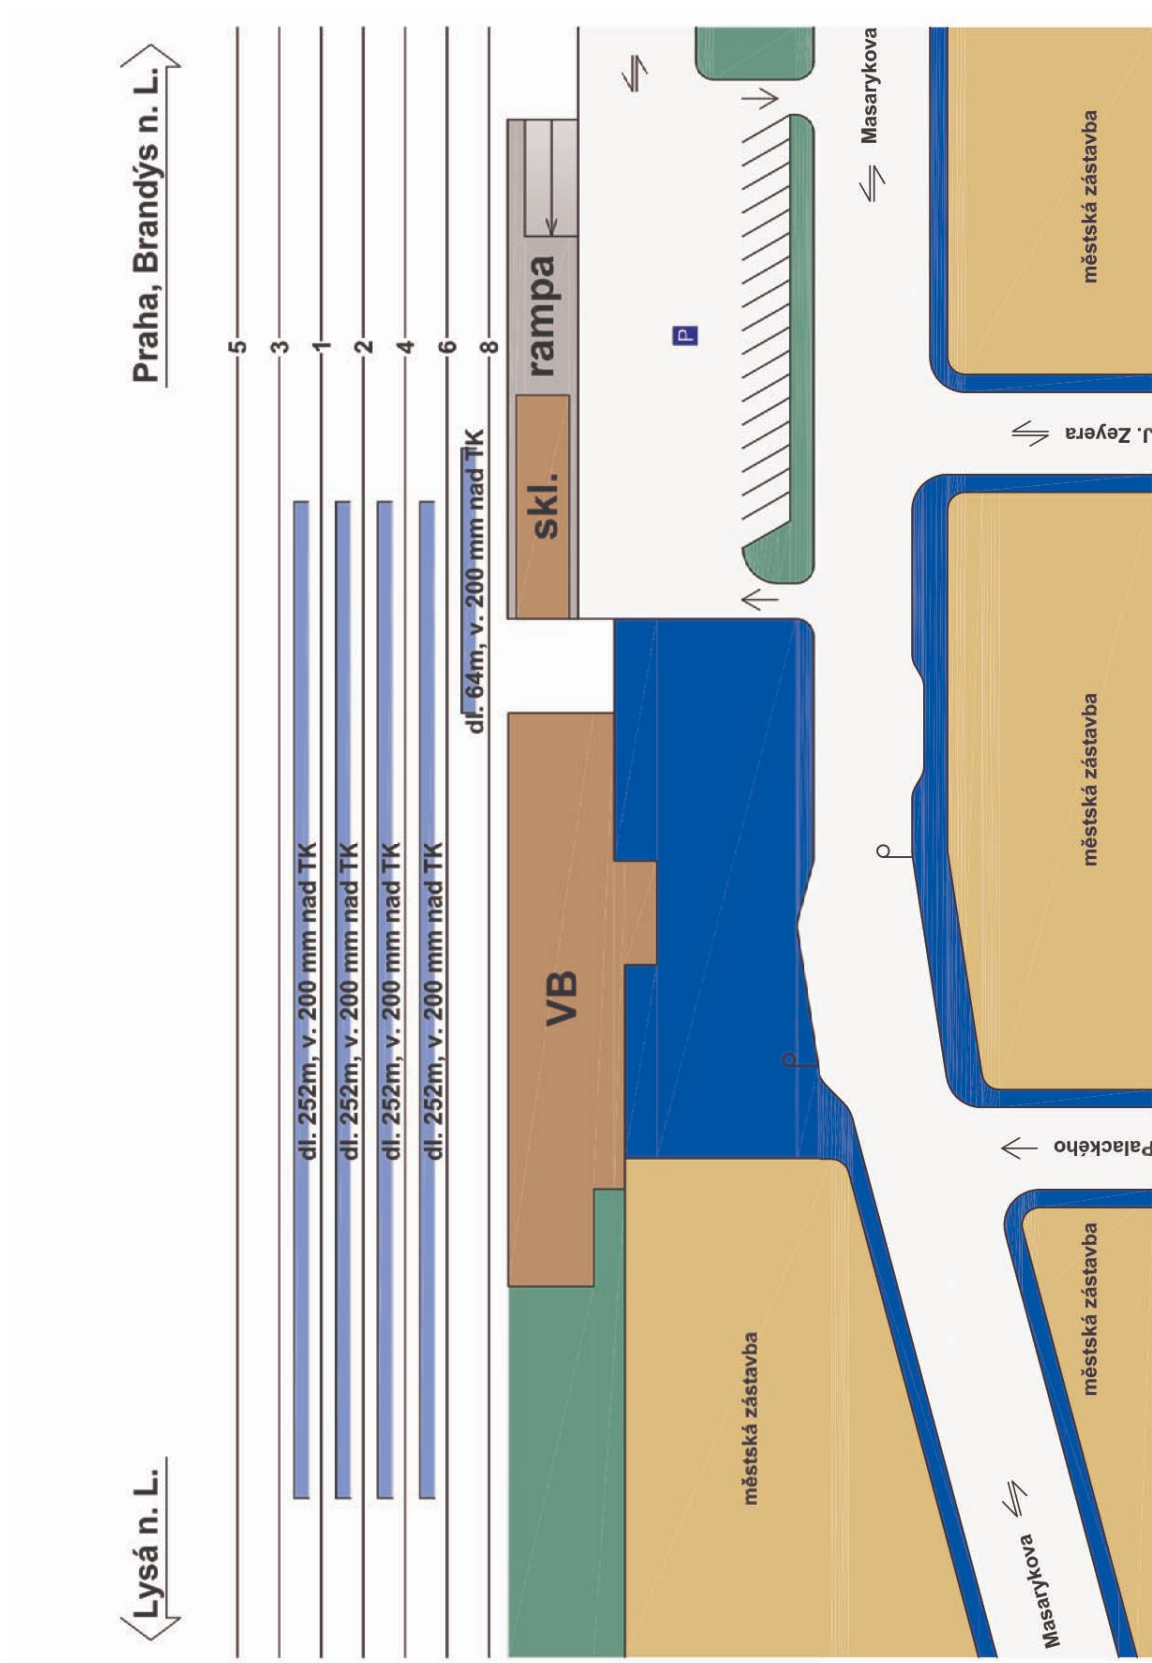 Lysá n. L.
Praha, Brandýs n. L.
5
3
1
2
4
6
8
dl. 252m, v. 200 mm nad TK
dl. 252m, v. 200 mm nad TK
dl. 252m, v. 200 mm nad TK
dl. 252m, v. 200 mm nad TK
dl. 64m, v. 200 mm nad TK
VB
skl.
rampa
P
městská zástavba
Masarykova
Masarykova
městská zástavba
městská zástavba
městská zástavba
Palackého
J. Zeyera